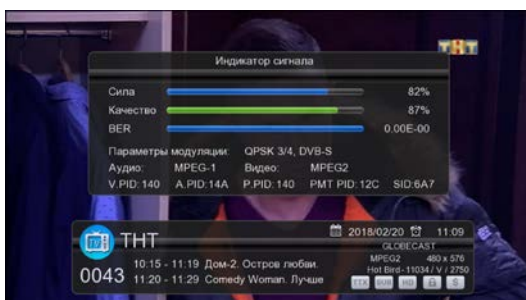 ТНТ
Индикатор сигнала
Сила 82%
Качество 87%
BER 0.00E-00
Параметры модуляции: QPSK 3/4, DVB-S
Аудио: MPEG-1 Видео: MPEG2
V.PID:140 A.PID:14A P.PID:140 PMT PID:12C SID:6A7
TV ТНТ 2018/02/20 11:09
GLOBECAST
MPEG2 480 x 576
0043 10:15 - 11:19 Дом-2. Остров любви. Hot Bird-11034 / V / 2750
11:20 - 11:29 Comedy Woman. Лучше
TTX SUB HD S